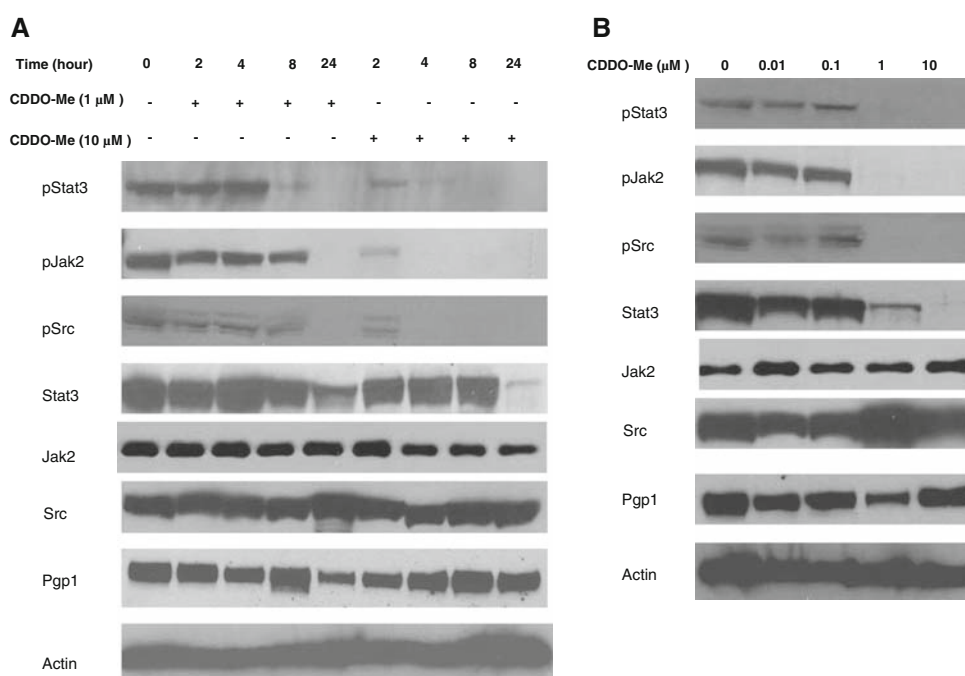 A
Time (hour) 0 2 4 8 24 2 4 8 24
CDDO-Me (1 µM) - + + + + - - - -
CDDO-Me (10 µM ) - - - - - + + + +
pStat3
pJak2
pSrc
Stat3
Jak2
Src
Pgp1
Actin
B
CDDO-Me (µM ) 0 0.01 0.1 1 10
pStat3
pJak2
pSrc
Stat3
Jak2
Src
Pgp1
Actin